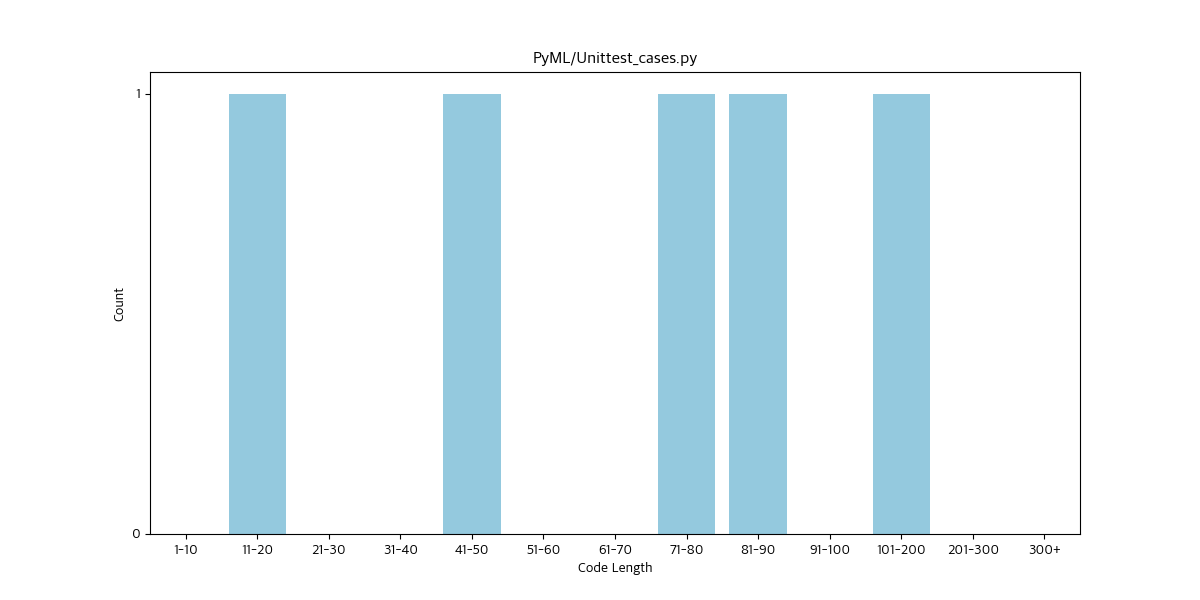 PyML/Unittest_cases.py
1
Count
0
1-10 11-20 21-30 31-40 41-50 51-60 61-70 71-80 81-90 91-100 101-200 201-300 300+
Code Length